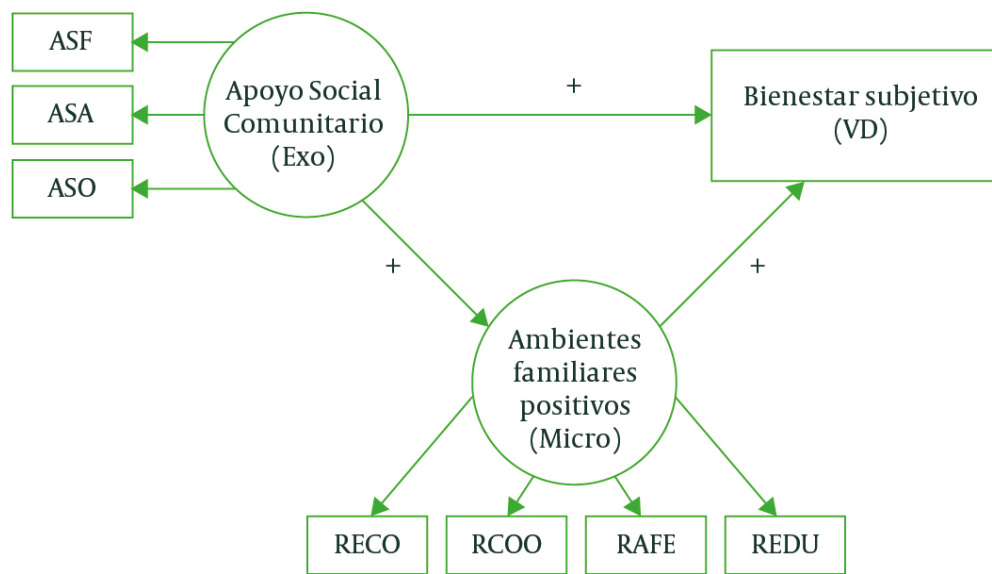 ASF
ASA
ASO
Apoyo Social
Comunitario
(Exo)
+
Bienestar subjetivo
(VD)
+
+
Ambientes
familiares
positivos
(Micro)
RECO
RCOO
RAFE
REDU